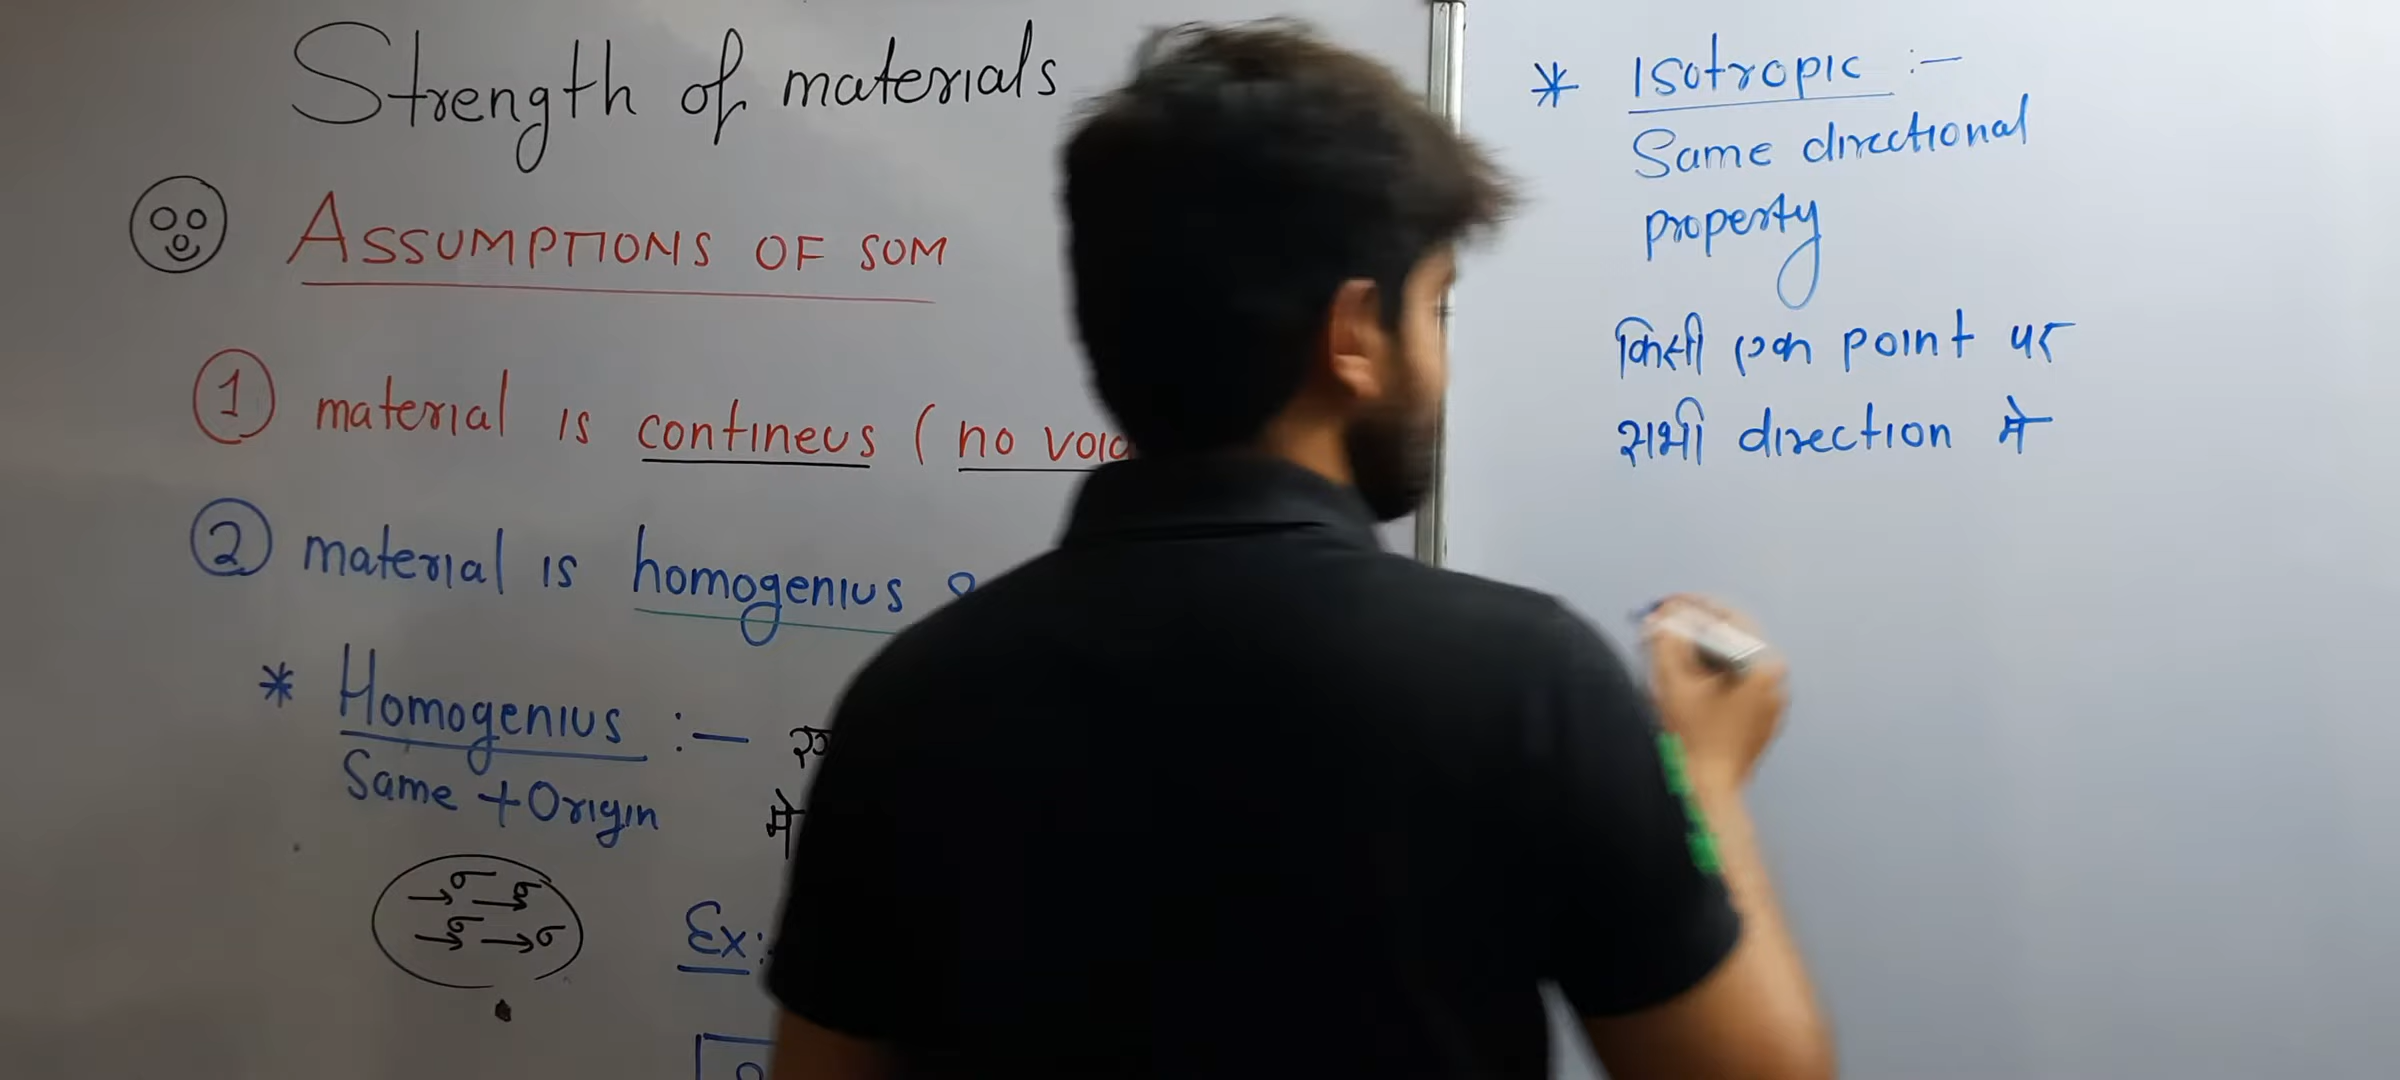 Strength of materials
ASSUMPTIONS OF SOM
1 material is contineus (no void
2 material is homogenius &
* Homogenius :-
Same + Origin
मे
σ σ
σ σ
Ex:
* Isotropic :-
Same directional
property
किसी एक point पर
सभी direction मे